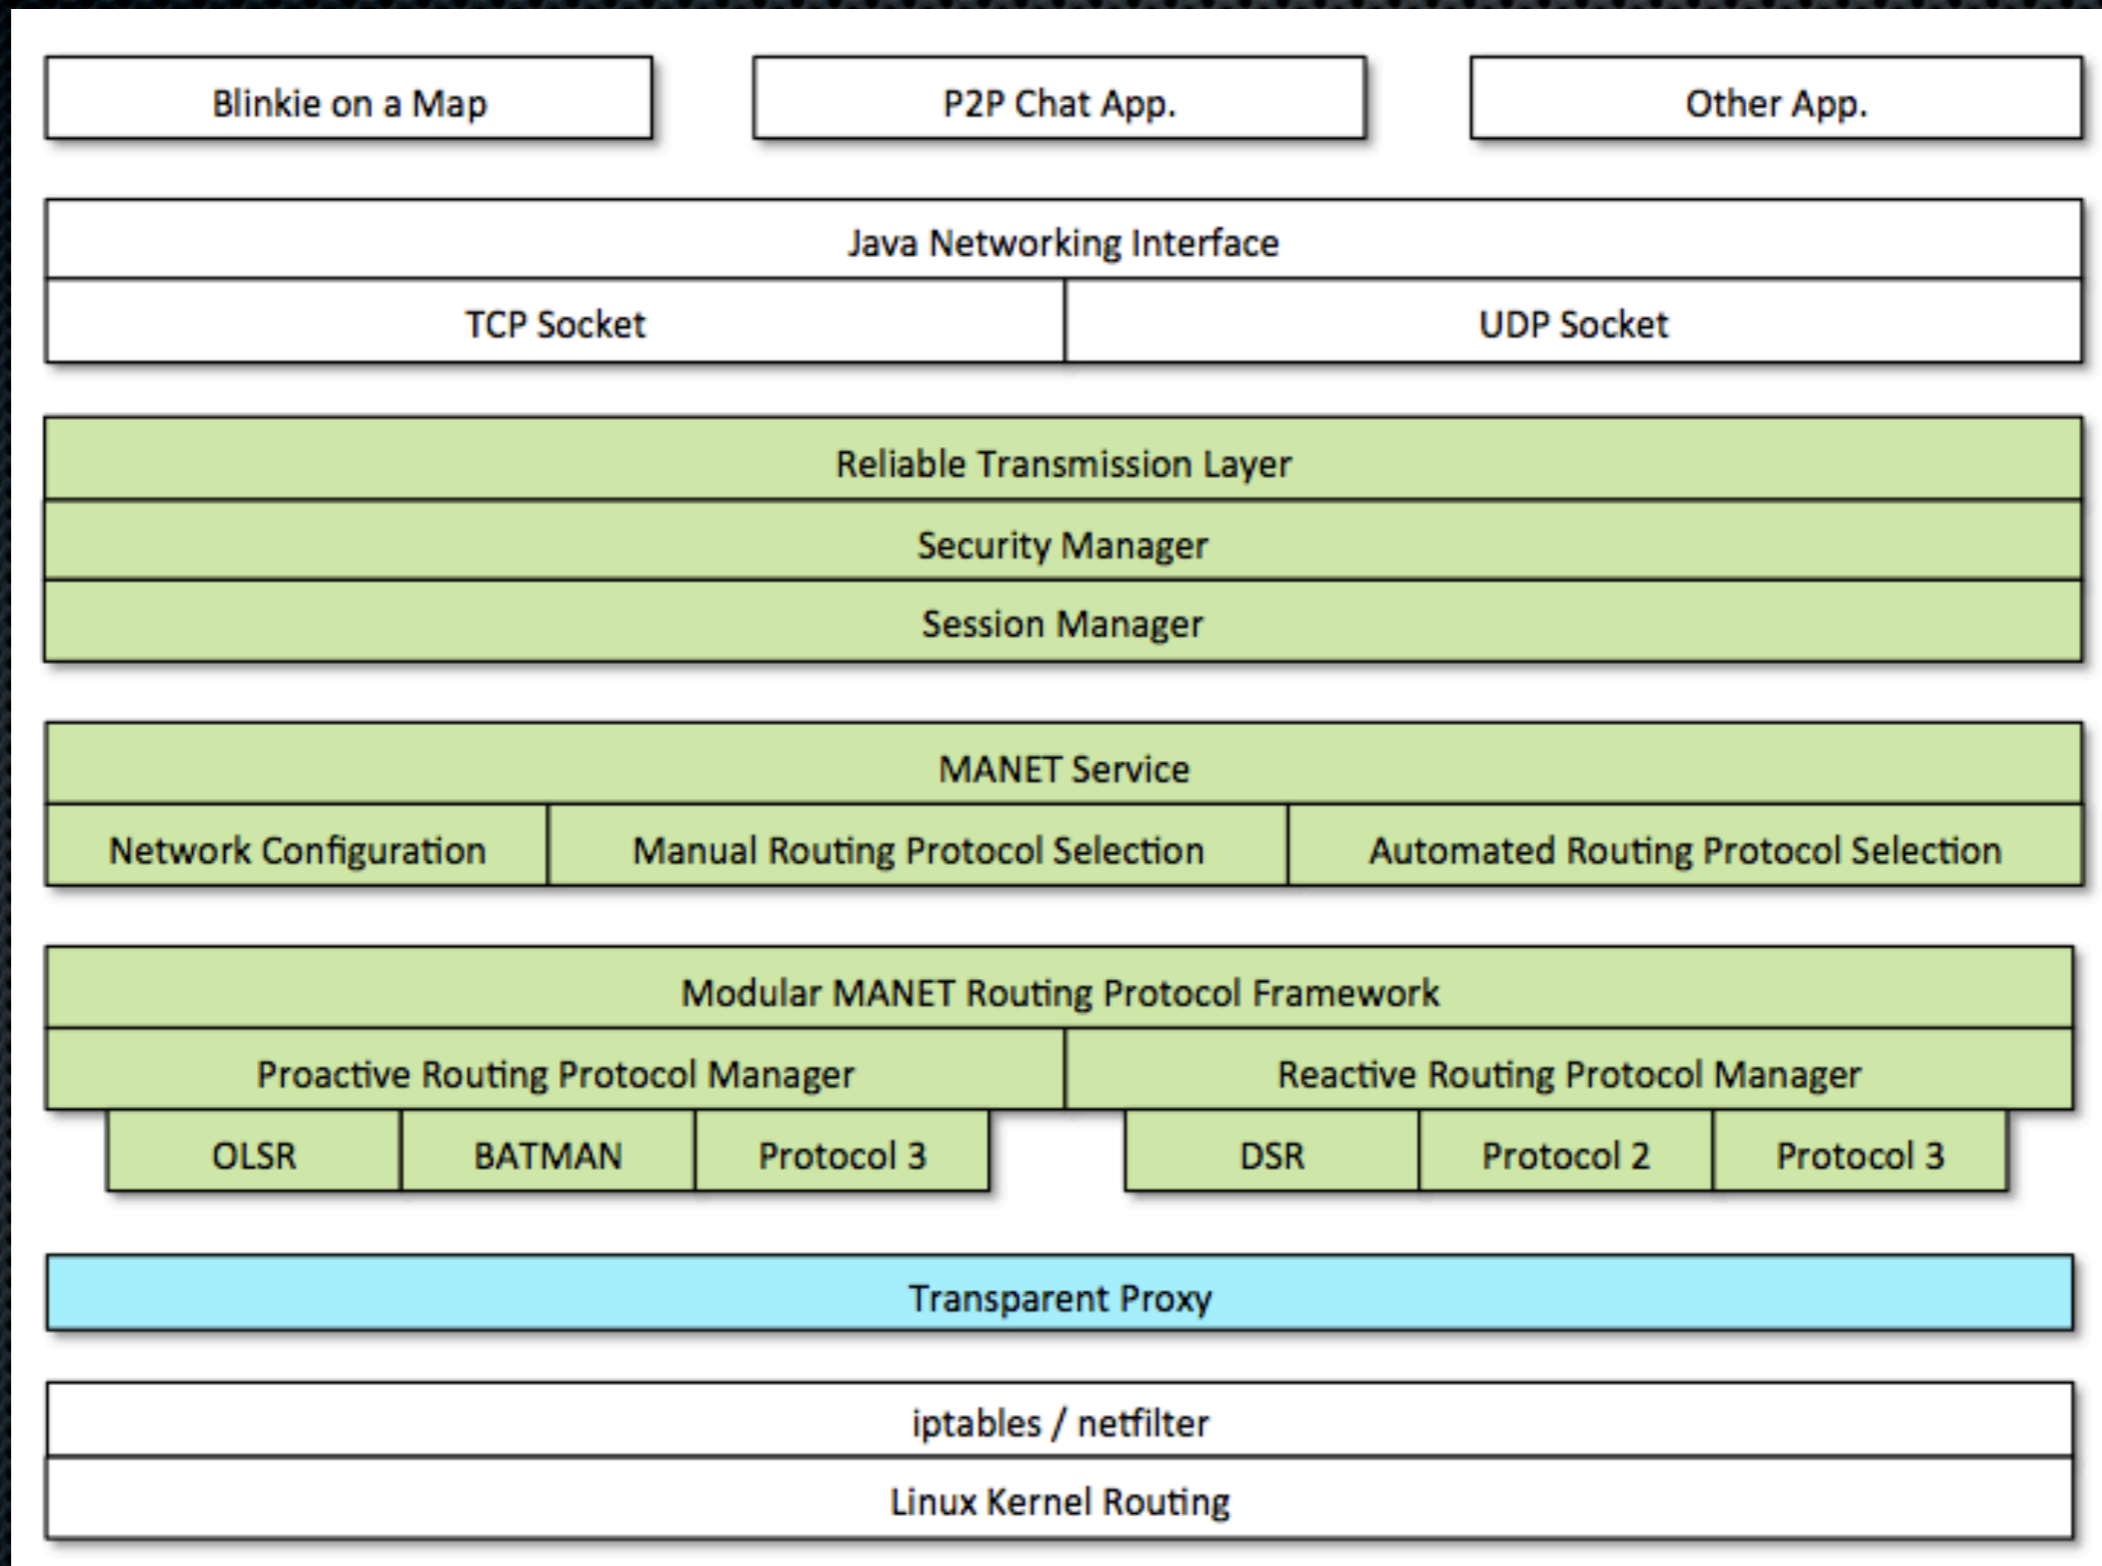 Blinkie on a Map
P2P Chat App.
Other App.
Java Networking Interface
TCP Socket
UDP Socket
Reliable Transmission Layer
Security Manager
Session Manager
MANET Service
Network Configuration
Manual Routing Protocol Selection
Automated Routing Protocol Selection
Modular MANET Routing Protocol Framework
Proactive Routing Protocol Manager
Reactive Routing Protocol Manager
OLSR
BATMAN
Protocol 3
DSR
Protocol 2
Protocol 3
Transparent Proxy
iptables / netfilter
Linux Kernel Routing